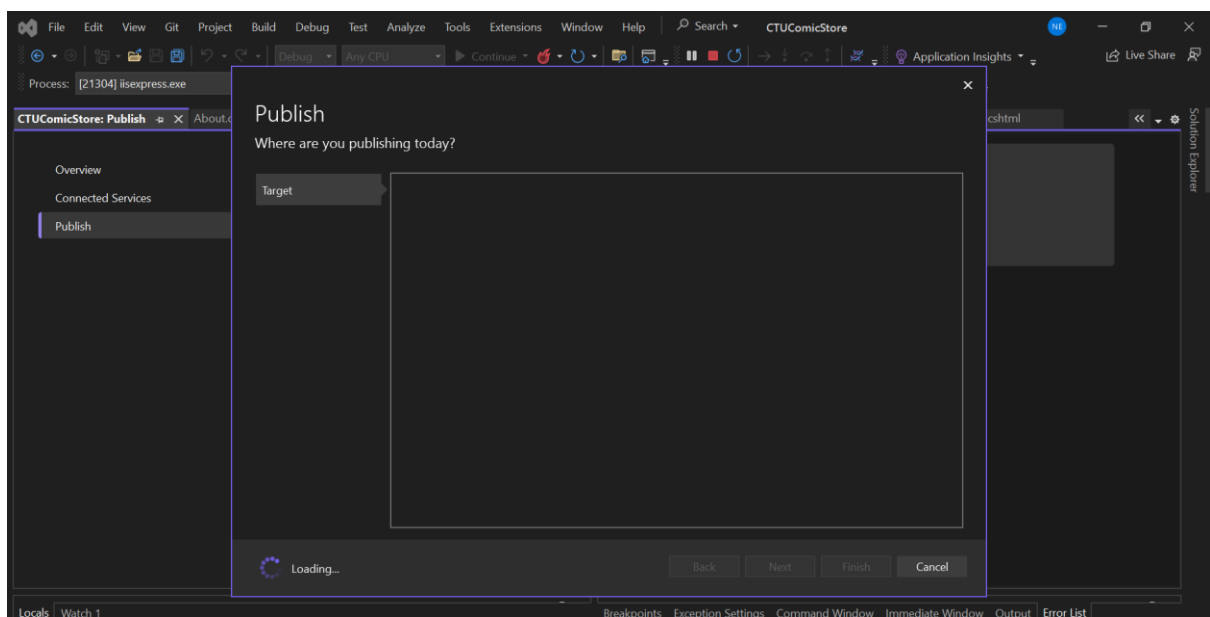 File Edit View Git Project Build Debug Test Analyze Tools Extensions Window Help Search CTUComicStore NE
Debug Any CPU Continue Application Insights Live Share
Process: [21304] iisexpress.exe
CTUComicStore: Publish About.c cshtml
Solution Explorer
Overview
Connected Services
Publish
Publish
Where are you publishing today?
Target
Loading...
Back Next Finish Cancel
Locals Watch 1 Breakpoints Exception Settings Command Window Immediate Window Output Error List